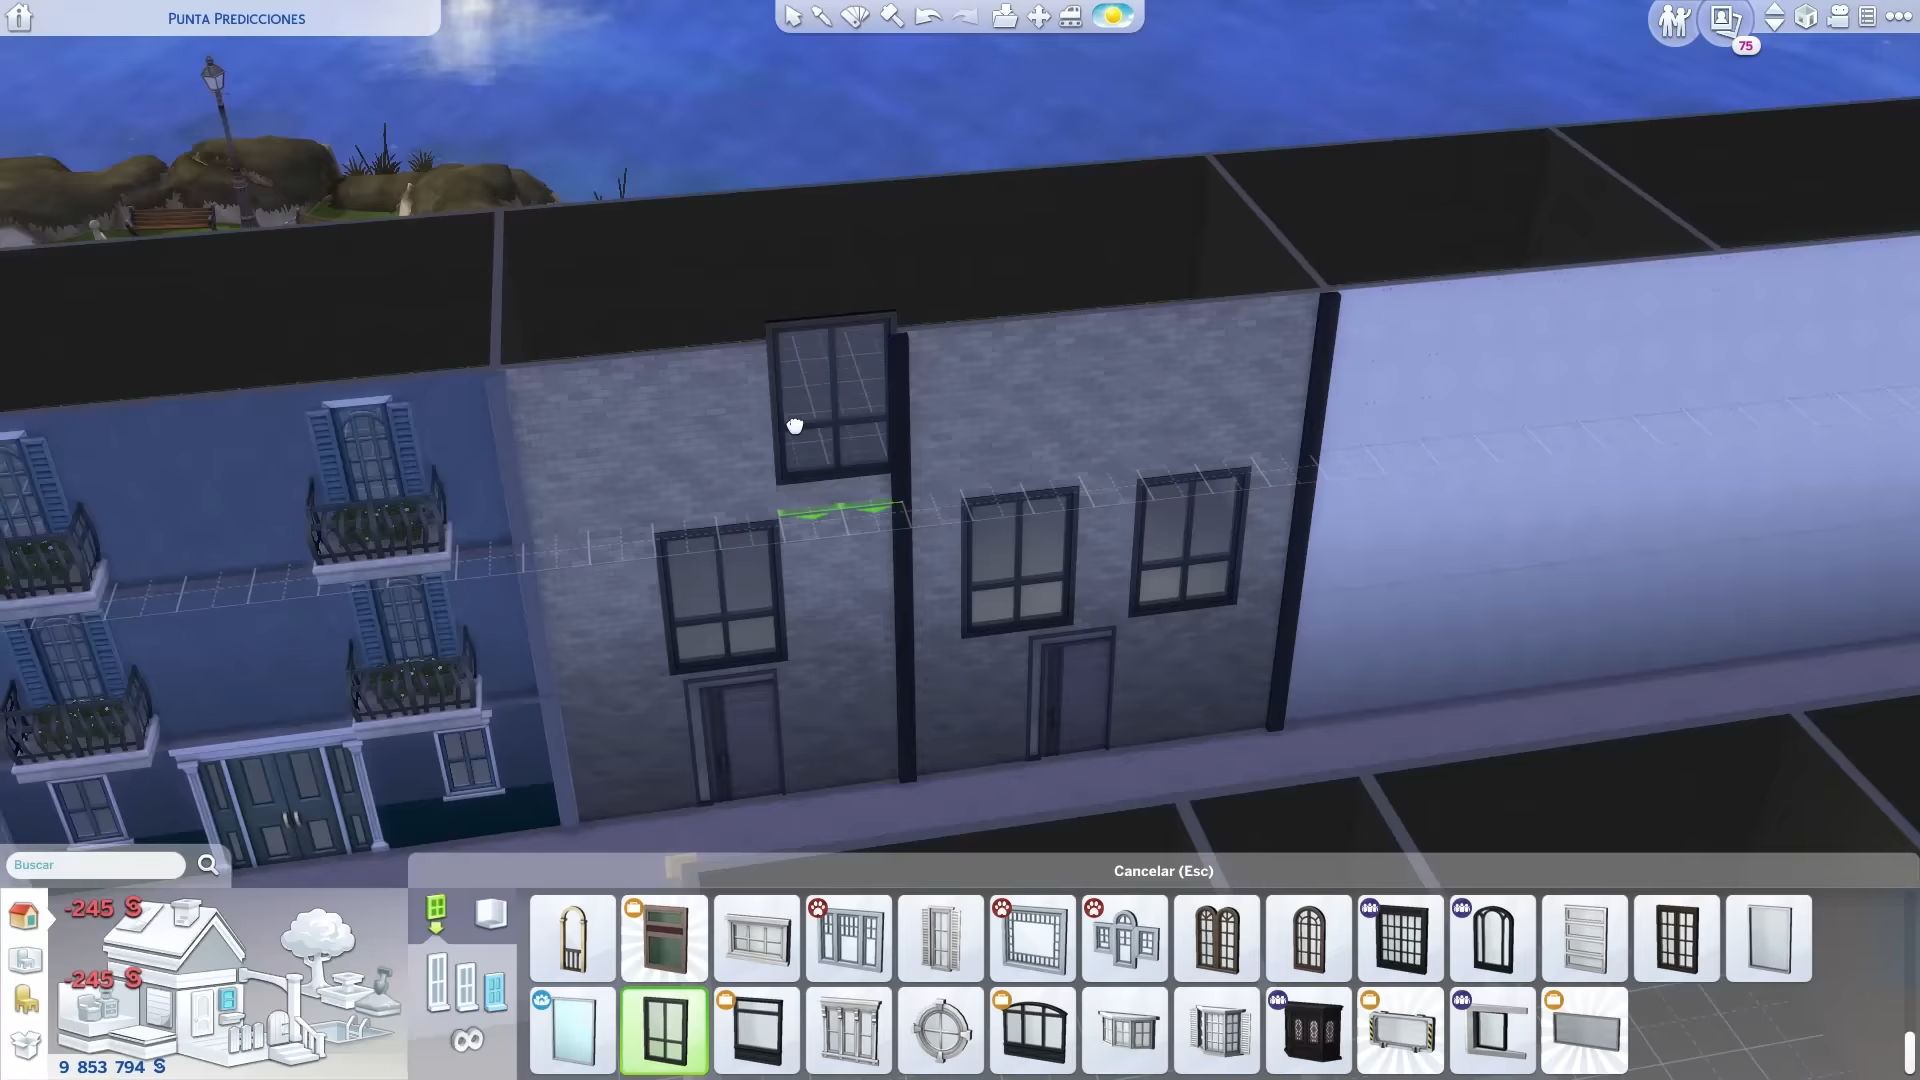 PUNTA PREDICCIONES
75
Buscar
Cancelar (Esc)
-245 §
-245 §
9 853 794 §